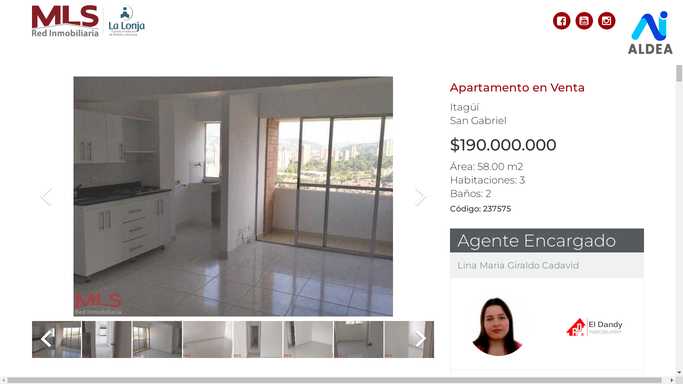 MLS
Red Inmobiliaria
La Lonja
ALDEA
Apartamento en Venta
Itagüí
San Gabriel
$190.000.000
Área: 58.00 m2
Habitaciones: 3
Baños: 2
Código: 237575
MLS
Red Inmobiliaria
Agente Encargado
Lina Maria Giraldo Cadavid
El Dandy